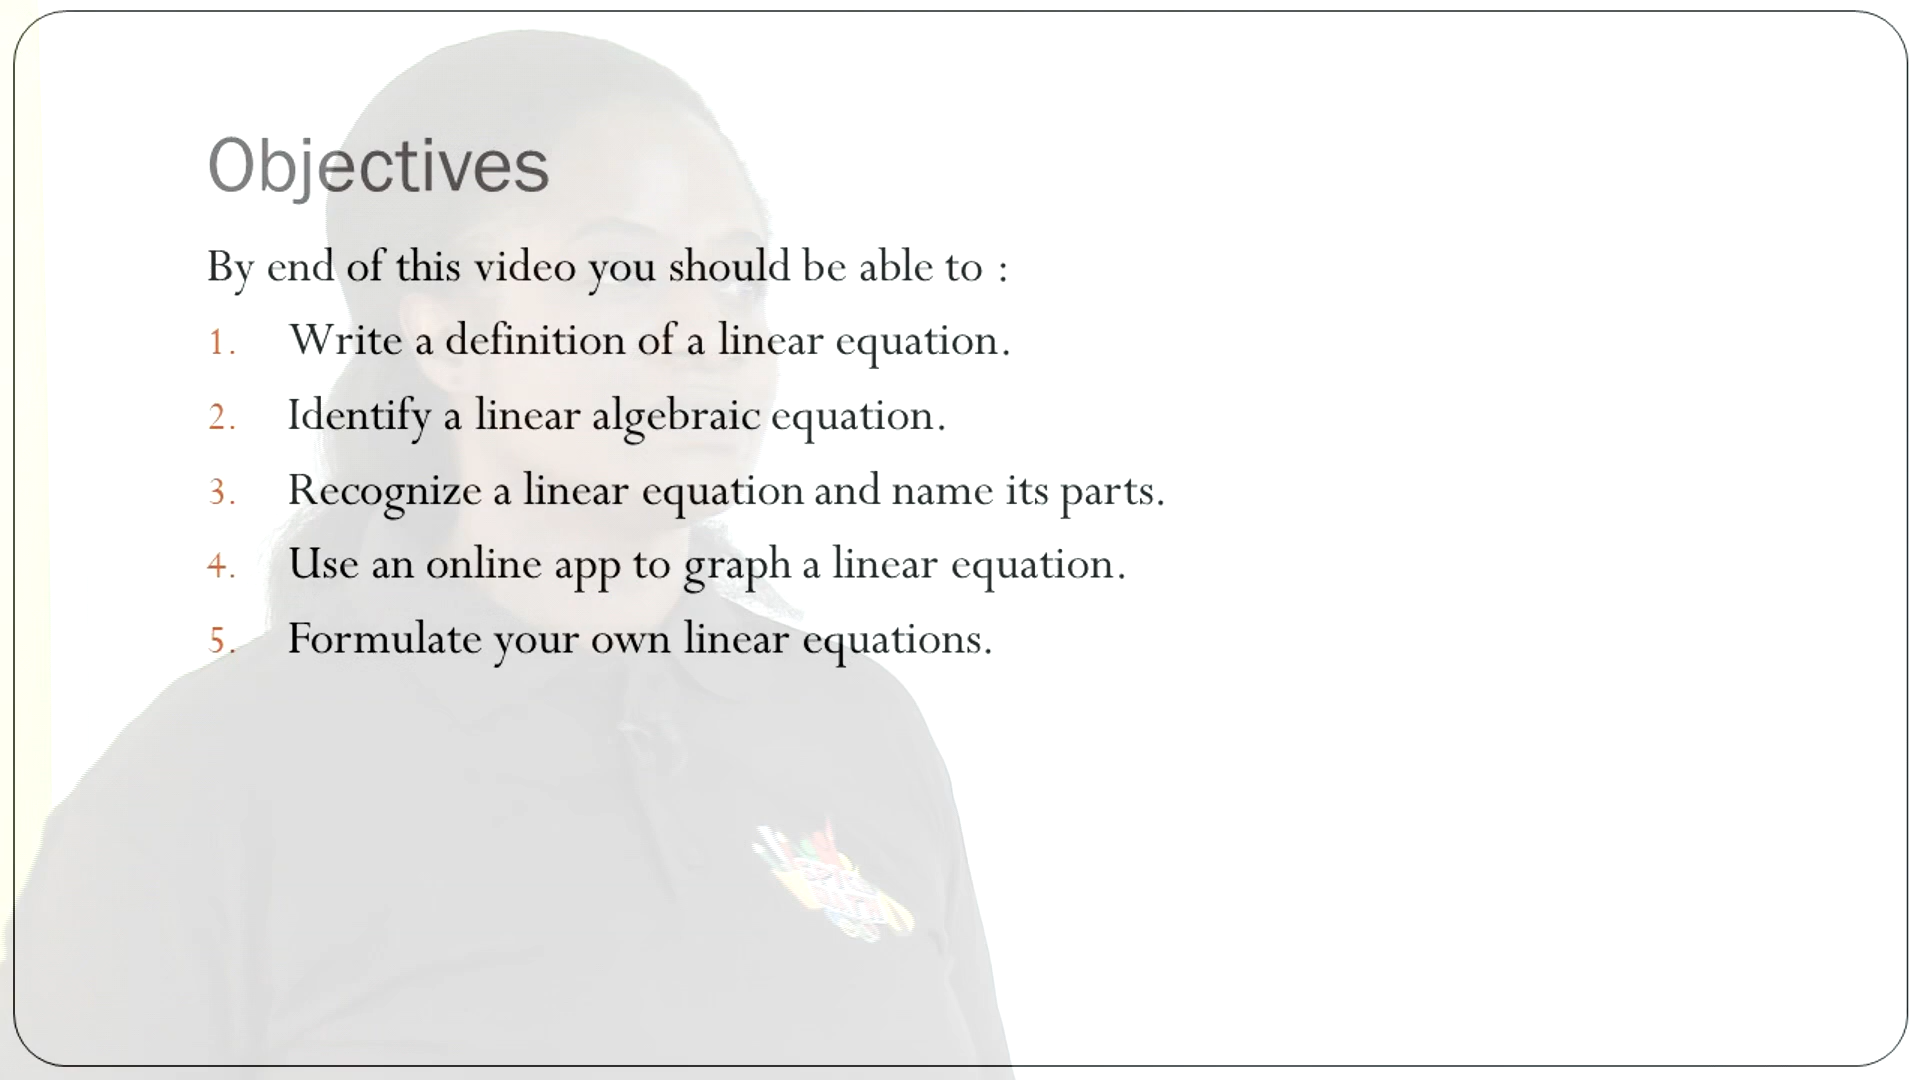 Objectives
By end of this video you should be able to :
1. Write a definition of a linear equation.
2. Identify a linear algebraic equation.
3. Recognize a linear equation and name its parts.
4. Use an online app to graph a linear equation.
5. Formulate your own linear equations.